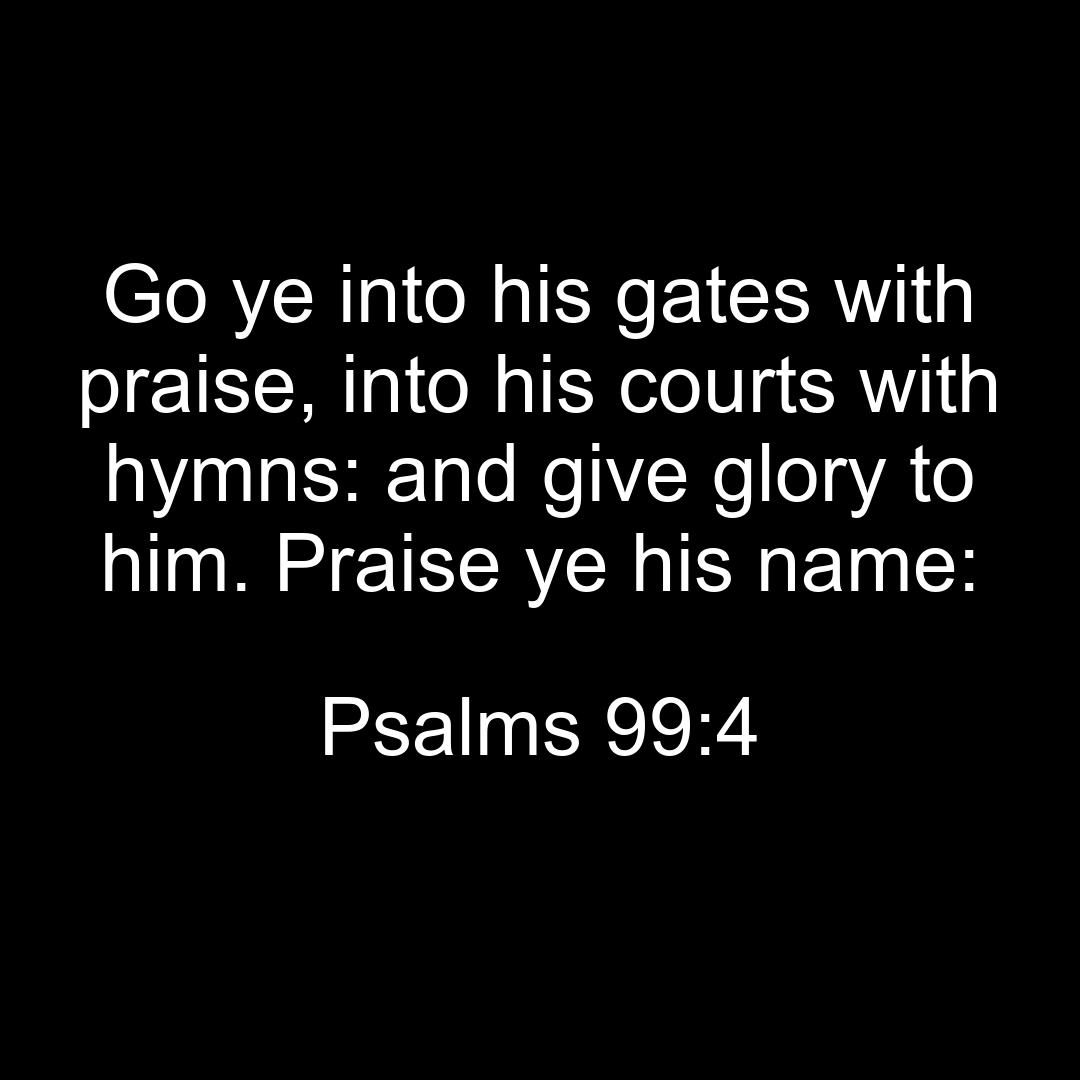 Go ye into his gates with
praise, into his courts with
hymns: and give glory to
him. Praise ye his name:
Psalms 99:4